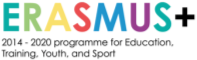 ERASMUS+
2014 - 2020 programme for Education,
Training, Youth, and Sport